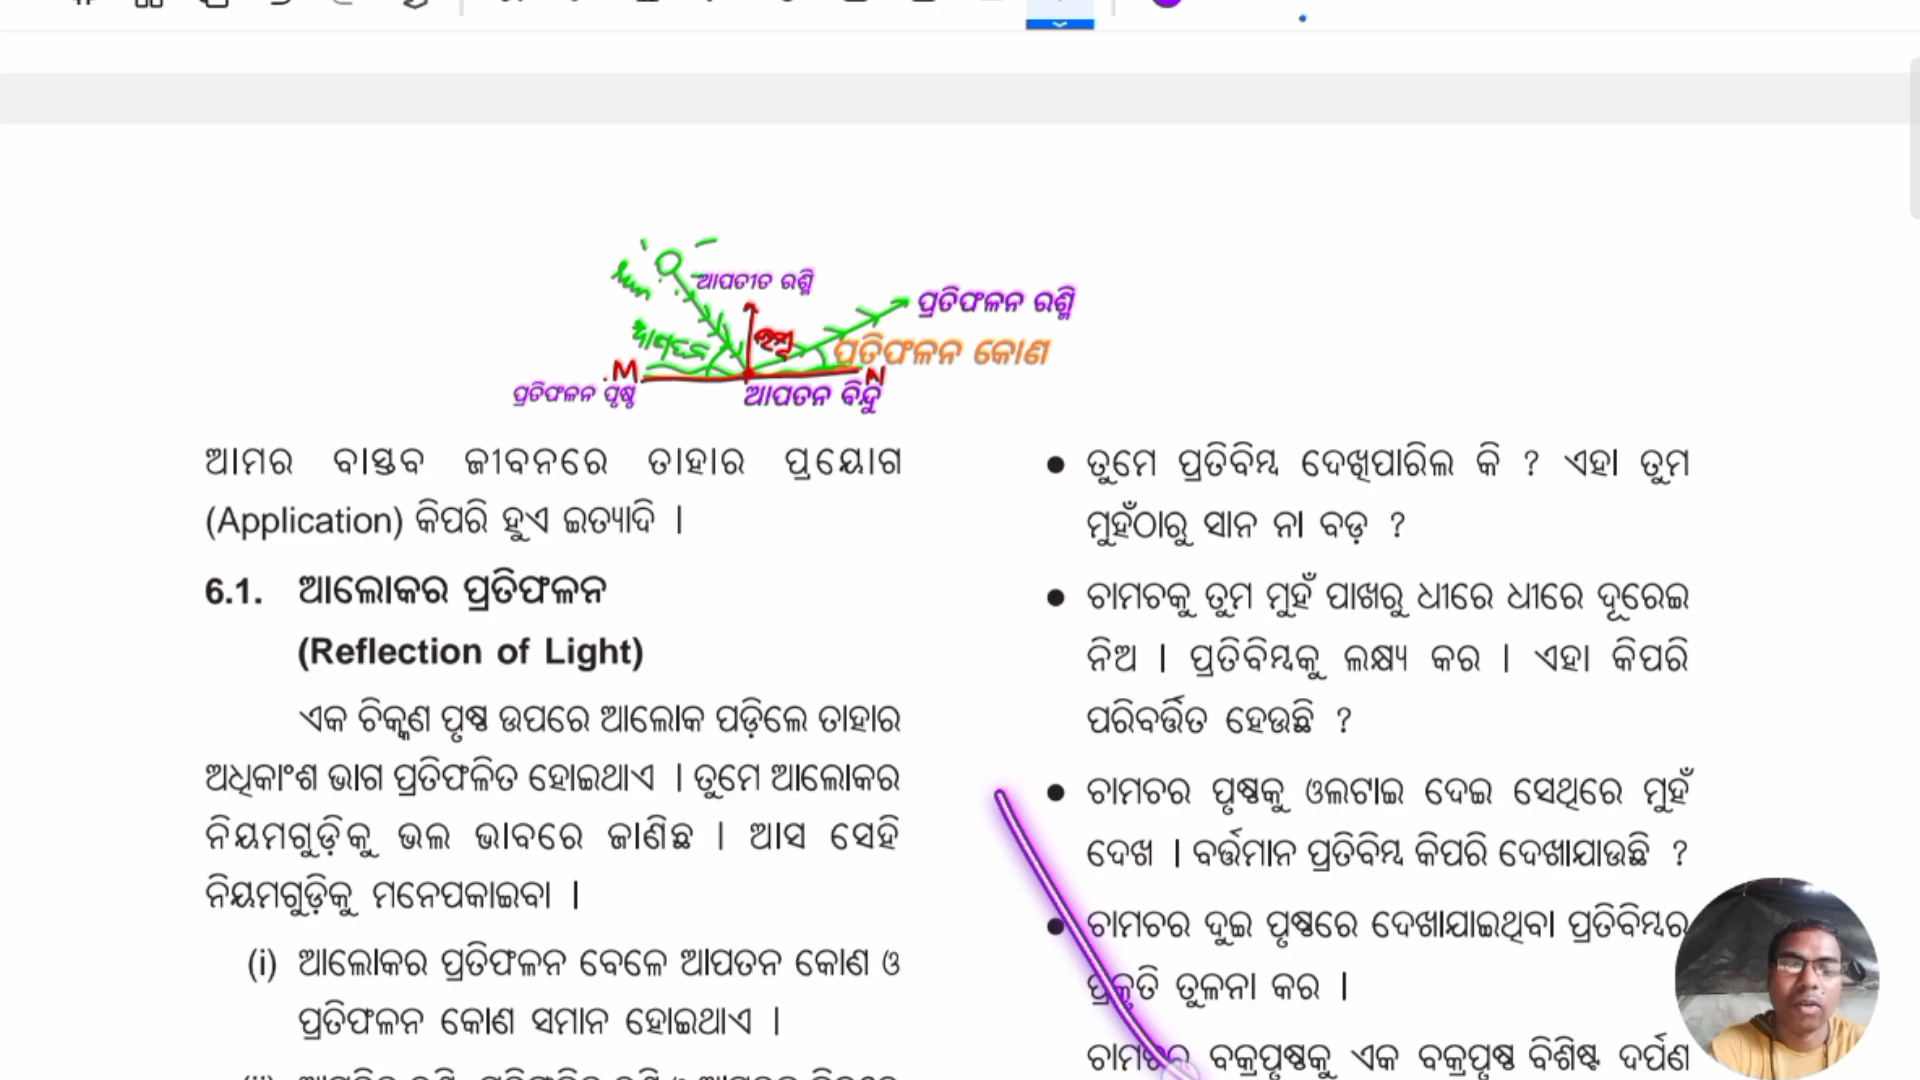 ଆପତୀତ ରଶ୍ମି
ପ୍ରତିଫଳନ ରଶ୍ମି
ଲମ୍ବ
ପ୍ରତିଫଳନ କୋଣ
M
N
ପ୍ରତିଫଳନ ପୃଷ୍ଠ
ଆପତନ ବିନ୍ଦୁ
ଆମର ବାସ୍ତବ ଜୀବନରେ ତାହାର ପ୍ରୟୋଗ
(Application) କିପରି ହୁଏ ଇତ୍ୟାଦି ।
6.1. ଆଲୋକର ପ୍ରତିଫଳନ
(Reflection of Light)
ଏକ ଚିକ୍କଣ ପୃଷ୍ଠ ଉପରେ ଆଲୋକ ପଡ଼ିଲେ ତାହାର
ଅଧିକାଂଶ ଭାଗ ପ୍ରତିଫଳିତ ହୋଇଥାଏ । ତୁମେ ଆଲୋକର
ନିୟମଗୁଡ଼ିକୁ ଭଲ ଭାବରେ ଜାଣିଛ । ଆସ ସେହି
ନିୟମଗୁଡ଼ିକୁ ମନେପକାଇବା ।
(i) ଆଲୋକର ପ୍ରତିଫଳନ ବେଳେ ଆପତନ କୋଣ ଓ
ପ୍ରତିଫଳନ କୋଣ ସମାନ ହୋଇଥାଏ ।
● ତୁମେ ପ୍ରତିବିମ୍ବ ଦେଖିପାରିଲ କି ? ଏହା ତୁମ
ମୁହଁଠାରୁ ସାନ ନା ବଡ଼ ?
● ଚାମଚକୁ ତୁମ ମୁହଁ ପାଖରୁ ଧୀରେ ଧୀରେ ଦୂରେଇ
ନିଅ । ପ୍ରତିବିମ୍ବକୁ ଲକ୍ଷ୍ୟ କର । ଏହା କିପରି
ପରିବର୍ତ୍ତିତ ହେଉଛି ?
● ଚାମଚର ପୃଷ୍ଠକୁ ଓଲଟାଇ ଦେଇ ସେଥିରେ ମୁହଁ
ଦେଖ । ବର୍ତ୍ତମାନ ପ୍ରତିବିମ୍ବ କିପରି ଦେଖାଯାଉଛି ?
● ଚାମଚର ଦୁଇ ପୃଷ୍ଠରେ ଦେଖାଯାଇଥିବା ପ୍ରତିବିମ୍ବର
ପ୍ରକୃତି ତୁଳନା କର ।
ଚାମଚର ବକ୍ରପୃଷ୍ଠକୁ ଏକ ବକ୍ରପୃଷ୍ଠ ବିଶିଷ୍ଟ ଦର୍ପଣ